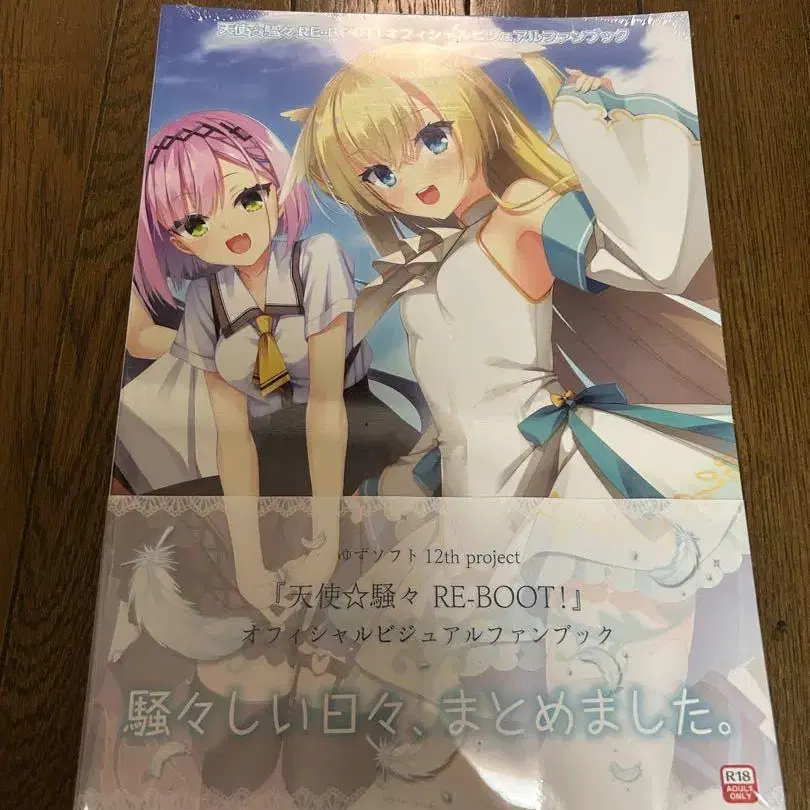 天使☆騒々 RE-BOOT! オフィシャルビジュアルファンブック
ゆずソフト 12th project
『天使☆騒々 RE-BOOT!』
オフィシャルビジュアルファンブック
騒々しい日々、まとめました。
R18
ADULT
ONLY